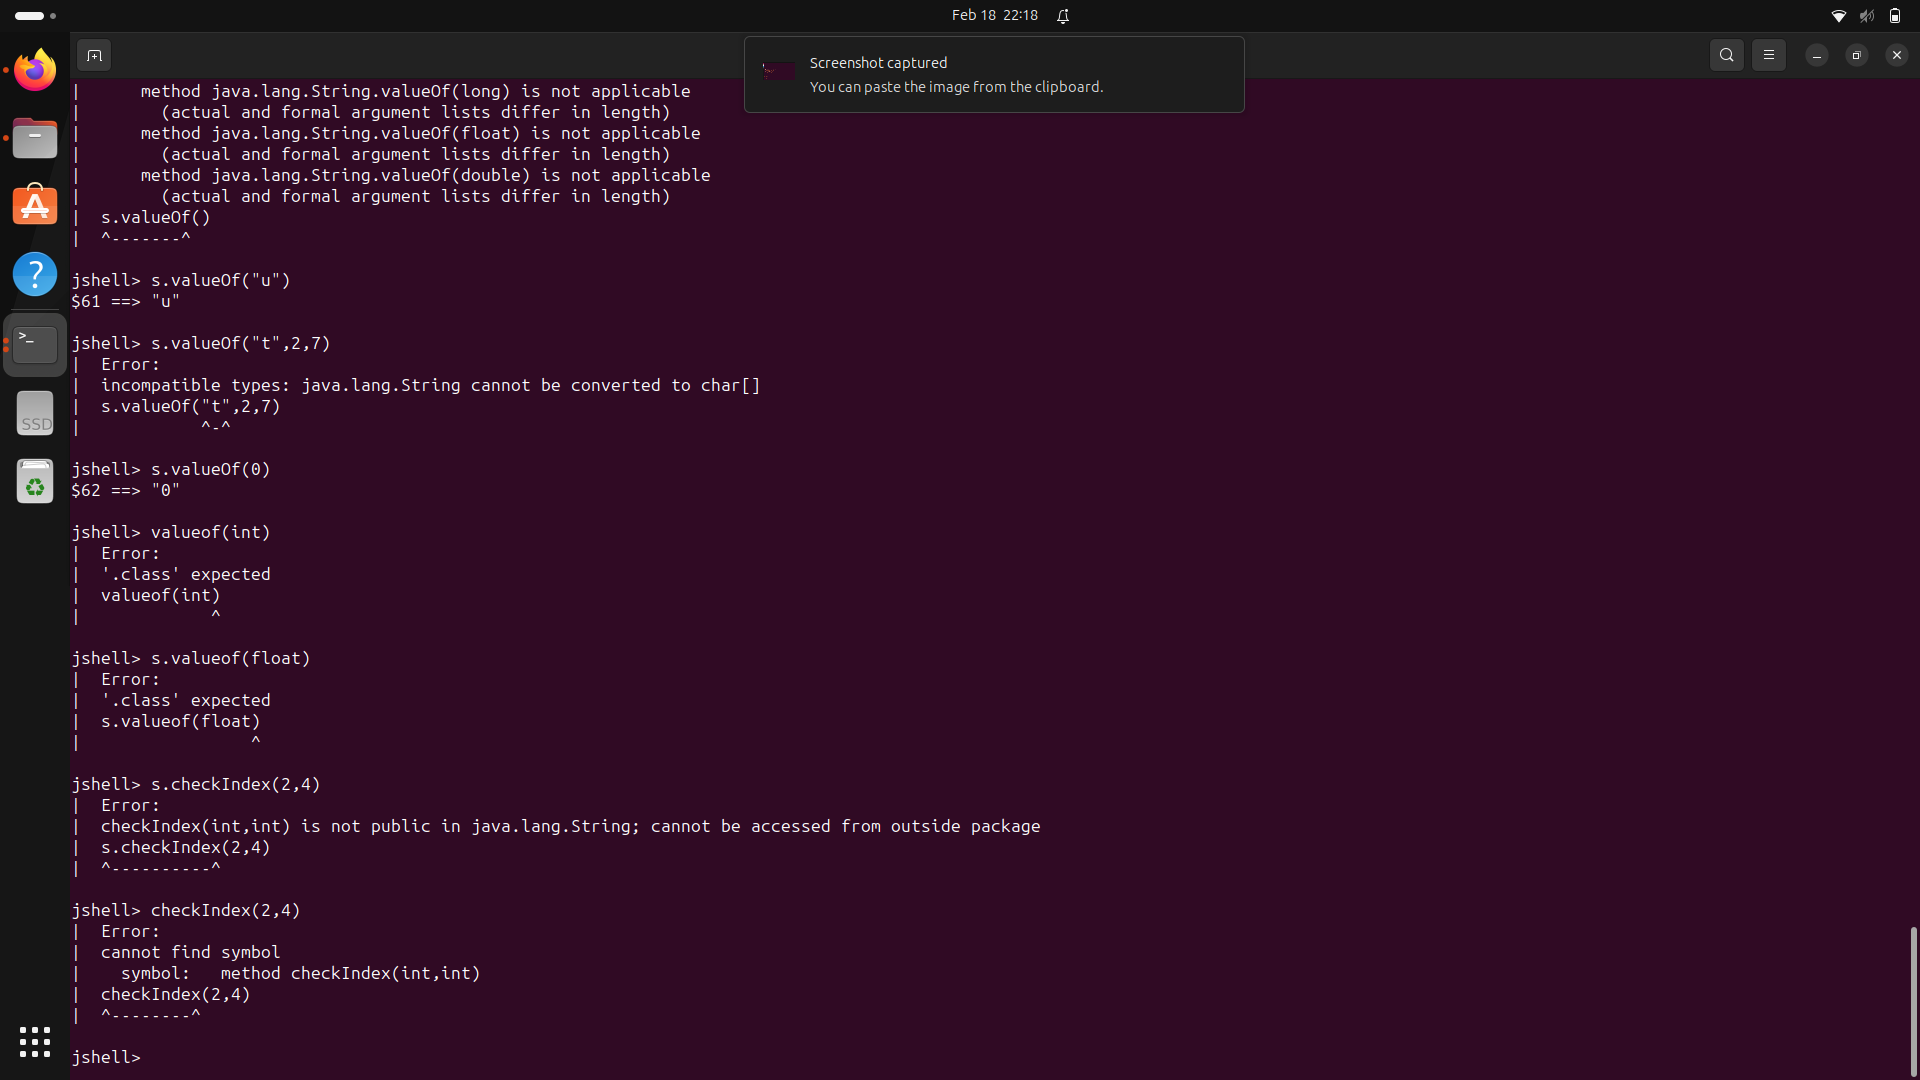 Feb 18 22:18
Screenshot captured
You can paste the image from the clipboard.
|      method java.lang.String.valueOf(long) is not applicable
|        (actual and formal argument lists differ in length)
|      method java.lang.String.valueOf(float) is not applicable
|        (actual and formal argument lists differ in length)
|      method java.lang.String.valueOf(double) is not applicable
|        (actual and formal argument lists differ in length)
|  s.valueOf()
|  ^-------^
jshell> s.valueOf("u")
$61 ==> "u"
jshell> s.valueOf("t",2,7)
|  Error:
|  incompatible types: java.lang.String cannot be converted to char[]
|  s.valueOf("t",2,7)
|            ^-^
jshell> s.valueOf(0)
$62 ==> "0"
jshell> valueof(int)
|  Error:
|  '.class' expected
|  valueof(int)
|             ^
jshell> s.valueof(float)
|  Error:
|  '.class' expected
|  s.valueof(float)
|                 ^
jshell> s.checkIndex(2,4)
|  Error:
|  checkIndex(int,int) is not public in java.lang.String; cannot be accessed from outside package
|  s.checkIndex(2,4)
|  ^----------^
jshell> checkIndex(2,4)
|  Error:
|  cannot find symbol
|    symbol:   method checkIndex(int,int)
|  checkIndex(2,4)
|  ^--------^
jshell>
SSD